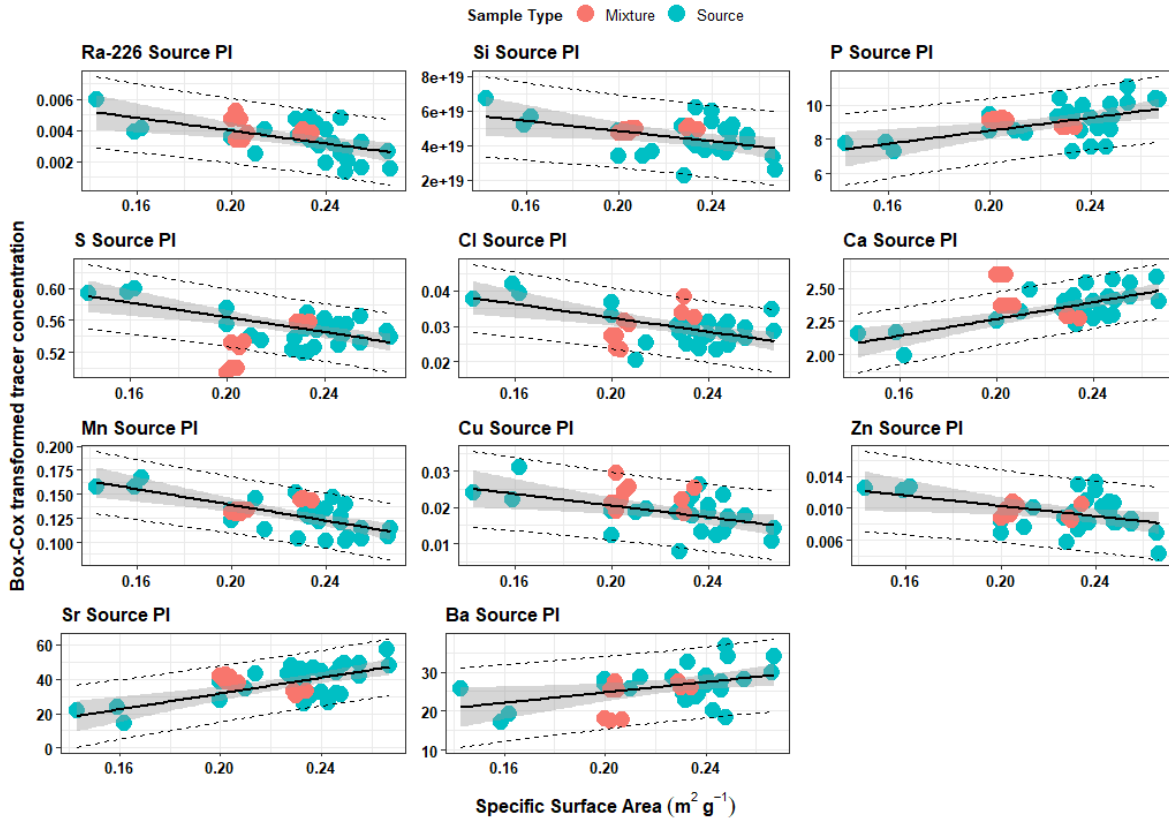 Sample Type Mixture Source
Ra-226 Source PI Si Source PI P Source PI
0.006 0.004 0.002
8e+19 6e+19 4e+19 2e+19
10 8 6
0.16 0.20 0.24 0.16 0.20 0.24 0.16 0.20 0.24
S Source PI Cl Source PI Ca Source PI
0.60 0.56 0.52
0.04 0.03 0.02
2.50 2.25 2.00
0.16 0.20 0.24 0.16 0.20 0.24 0.16 0.20 0.24
Mn Source PI Cu Source PI Zn Source PI
0.200 0.175 0.150 0.125 0.100
0.03 0.02 0.01
0.014 0.010 0.006
0.16 0.20 0.24 0.16 0.20 0.24 0.16 0.20 0.24
Sr Source PI Ba Source PI
60 40 20 0
40 30 20 10
0.16 0.20 0.24 0.16 0.20 0.24
Box-Cox transformed tracer concentration
Specific Surface Area (m² g⁻¹)